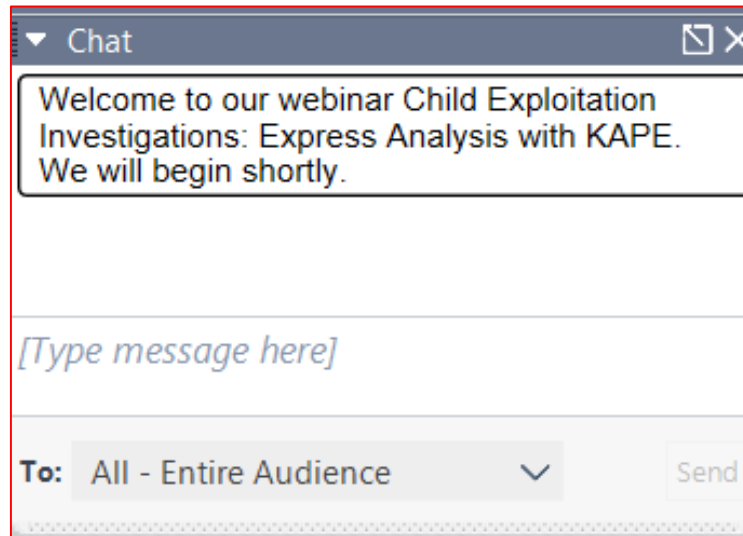 Chat
Welcome to our webinar Child Exploitation
Investigations: Express Analysis with KAPE.
We will begin shortly.
[Type message here]
To: All - Entire Audience Send